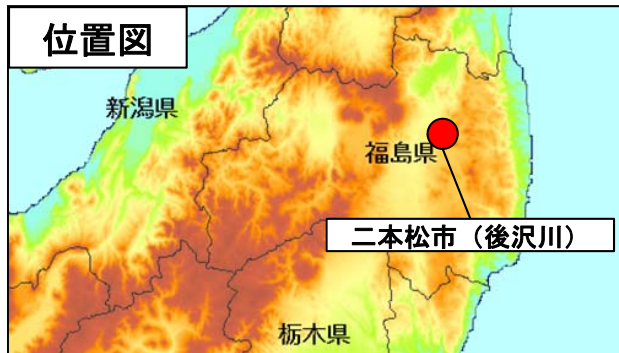 位置図
新潟県
福島県
二本松市（後沢川）
栃木県